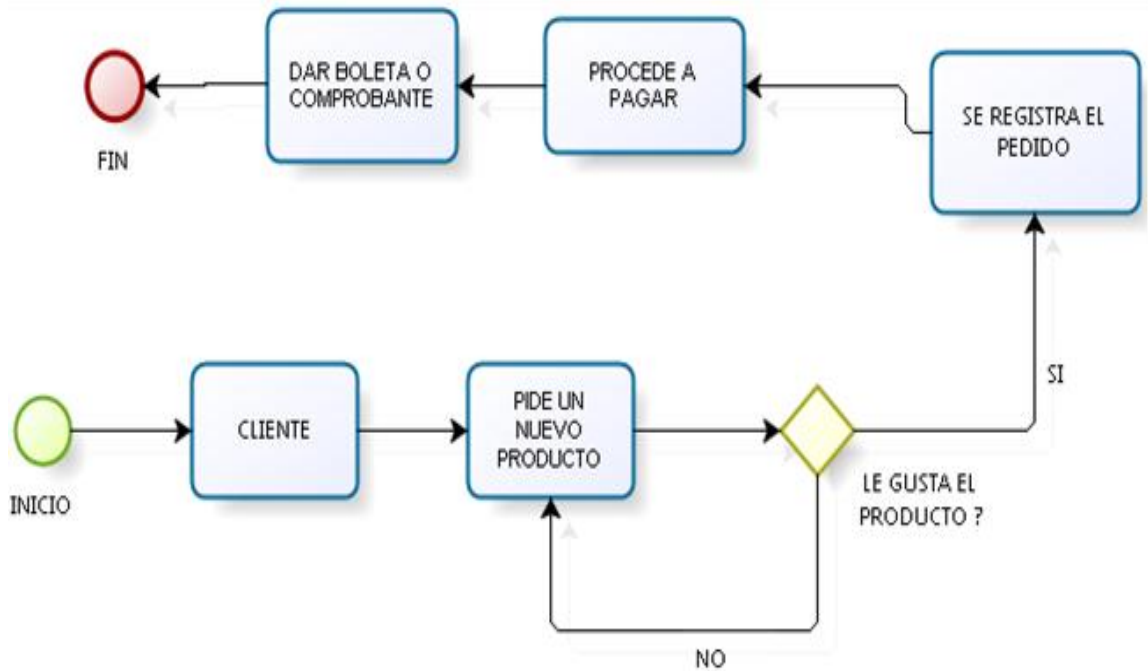 DAR BOLETA O
COMPROBANTE
PROCEDE A
PAGAR
SE REGISTRA EL
PEDIDO
FIN
SI
CLIENTE
PIDE UN
NUEVO
PRODUCTO
INICIO
LE GUSTA EL
PRODUCTO ?
NO